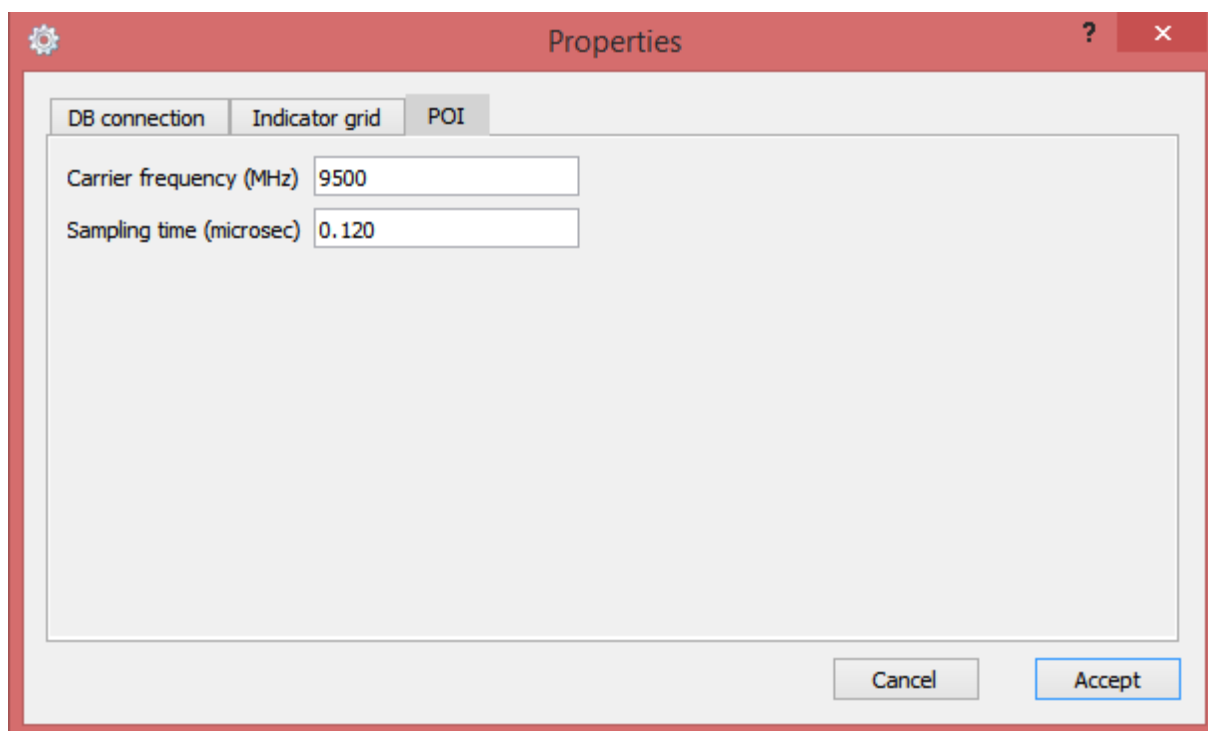 Properties ? ×
DB connection Indicator grid POI
Carrier frequency (MHz) 9500
Sampling time (microsec) 0.120
Cancel Accept